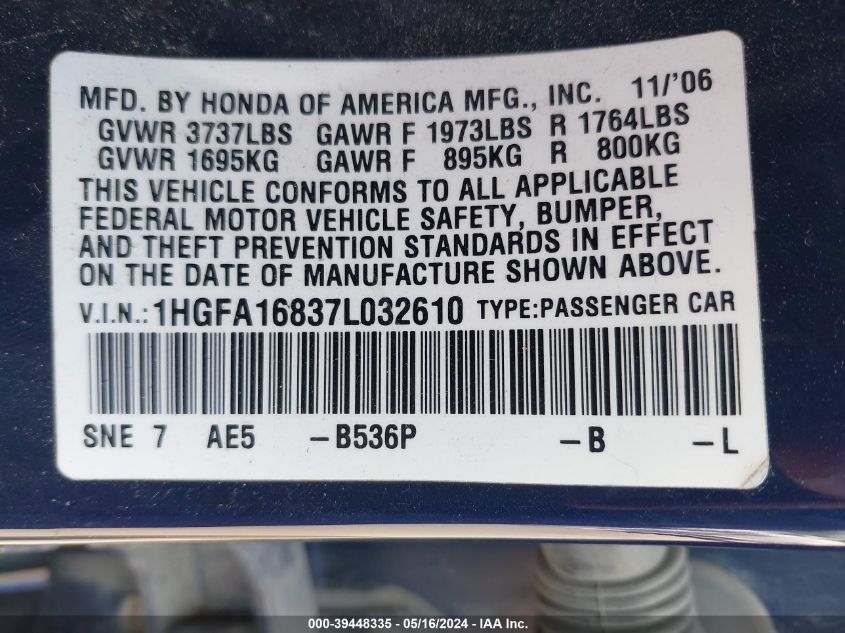 MFD. BY HONDA OF AMERICA MFG., INC. 11/'06
GVWR 3737LBS GAWR F 1973LBS R 1764LBS
GVWR 1695KG GAWR F 895KG R 800KG
THIS VEHICLE CONFORMS TO ALL APPLICABLE
FEDERAL MOTOR VEHICLE SAFETY, BUMPER,
AND THEFT PREVENTION STANDARDS IN EFFECT
ON THE DATE OF MANUFACTURE SHOWN ABOVE.
V.I.N.: 1HGFA16837L032610 TYPE:PASSENGER CAR
SNE 7 AE5 –B536P –B –L
000-39448335 - 05/16/2024 - IAA Inc.